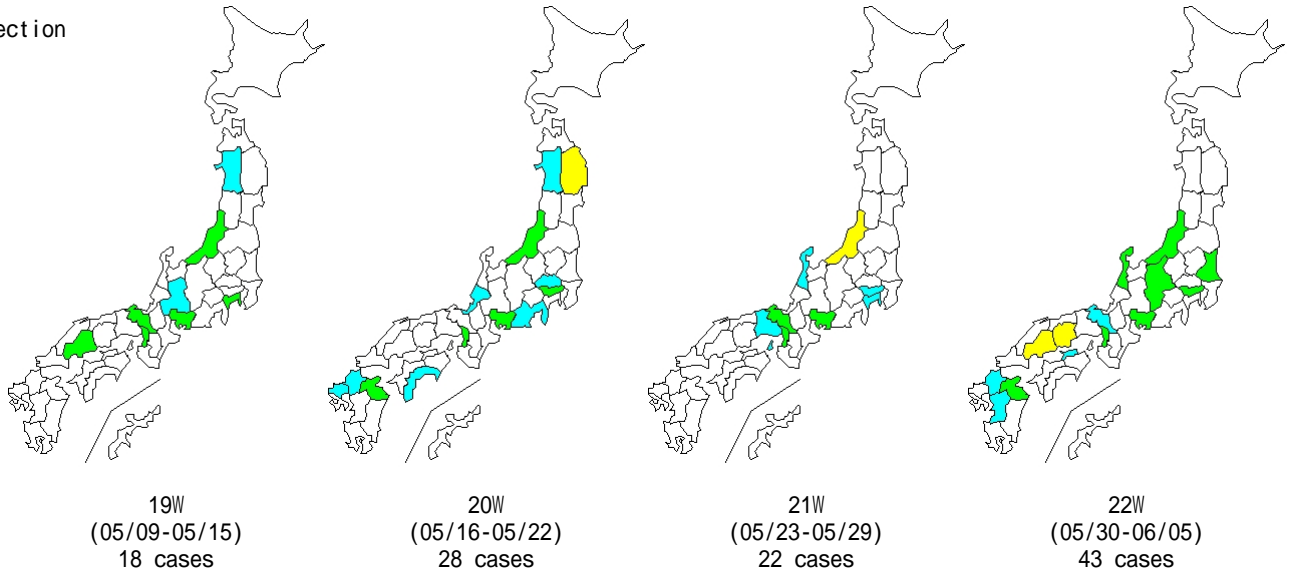 ection
19W
(05/09-05/15)
18 cases
20W
(05/16-05/22)
28 cases
21W
(05/23-05/29)
22 cases
22W
(05/30-06/05)
43 cases